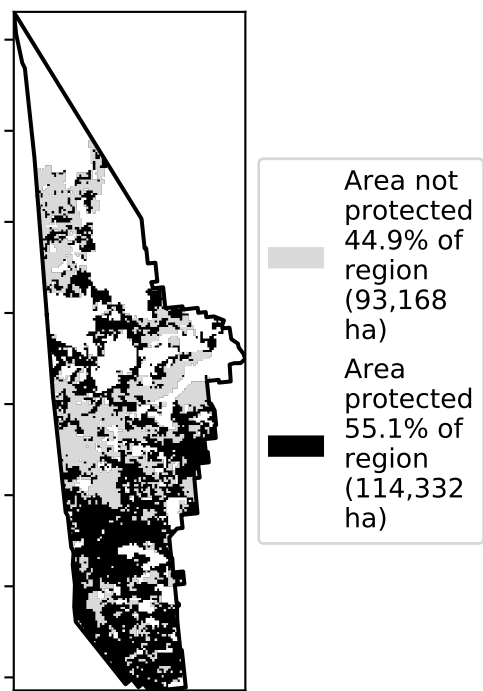 Area not
protected
44.9% of
region
(93,168
ha)
Area
protected
55.1% of
region
(114,332
ha)